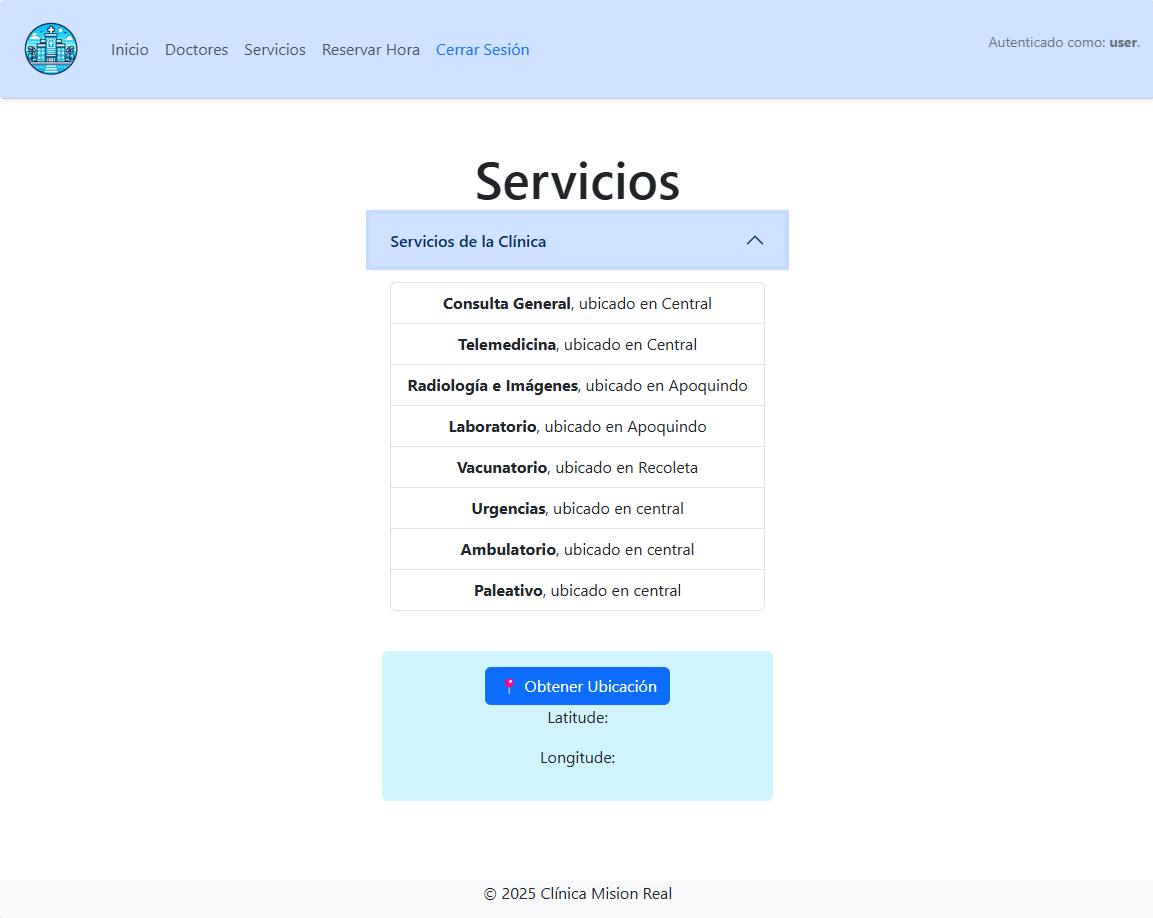 Inicio Doctores Servicios Reservar Hora Cerrar Sesión
Autenticado como: user.
Servicios
Servicios de la Clínica
Consulta General, ubicado en Central
Telemedicina, ubicado en Central
Radiología e Imágenes, ubicado en Apoquindo
Laboratorio, ubicado en Apoquindo
Vacunatorio, ubicado en Recoleta
Urgencias, ubicado en central
Ambulatorio, ubicado en central
Paleativo, ubicado en central
📍 Obtener Ubicación
Latitude:
Longitude:
© 2025 Clínica Mision Real